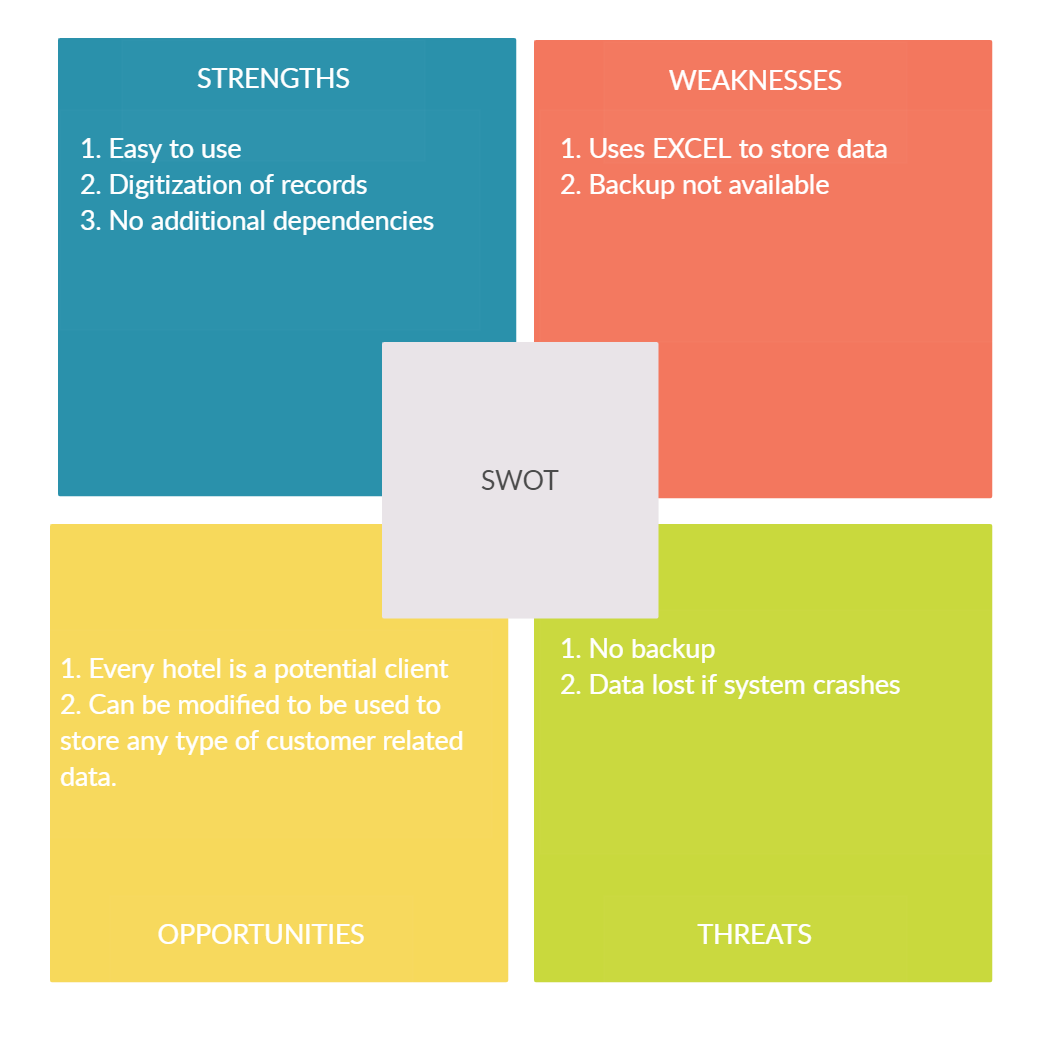 STRENGTHS
1. Easy to use
2. Digitization of records
3. No additional dependencies
WEAKNESSES
1. Uses EXCEL to store data
2. Backup not available
SWOT
1. Every hotel is a potential client
2. Can be modified to be used to
store any type of customer related
data.
OPPORTUNITIES
1. No backup
2. Data lost if system crashes
THREATS